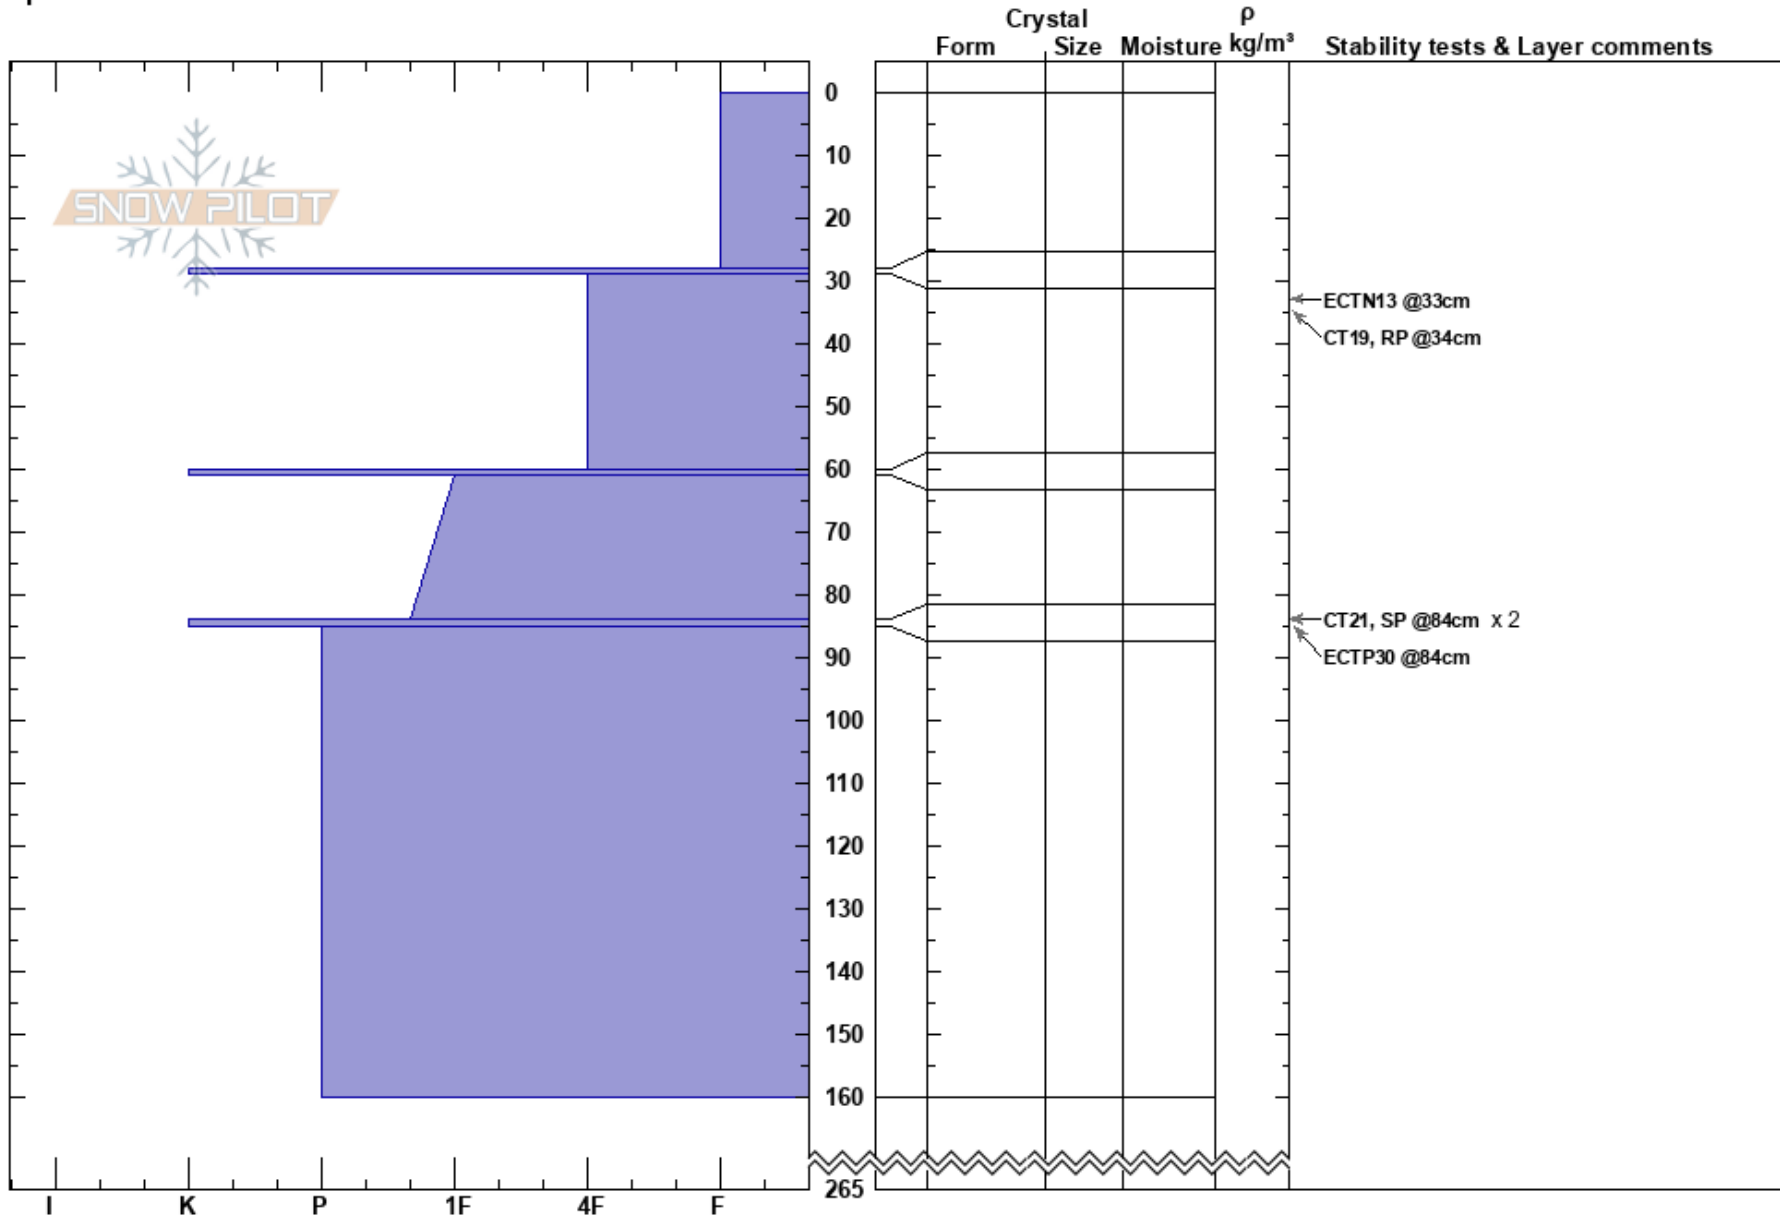 Crystal ρ
Form Size Moisture kg/m³ Stability tests & Layer comments
0
10
SNOW PILOT
20
30
ECTN13 @33cm
CT19, RP @34cm
40
50
60
70
80
CT21, SP @84cm x 2
90
ECTP30 @84cm
100
110
120
130
140
150
160
265
I K P 1F 4F F